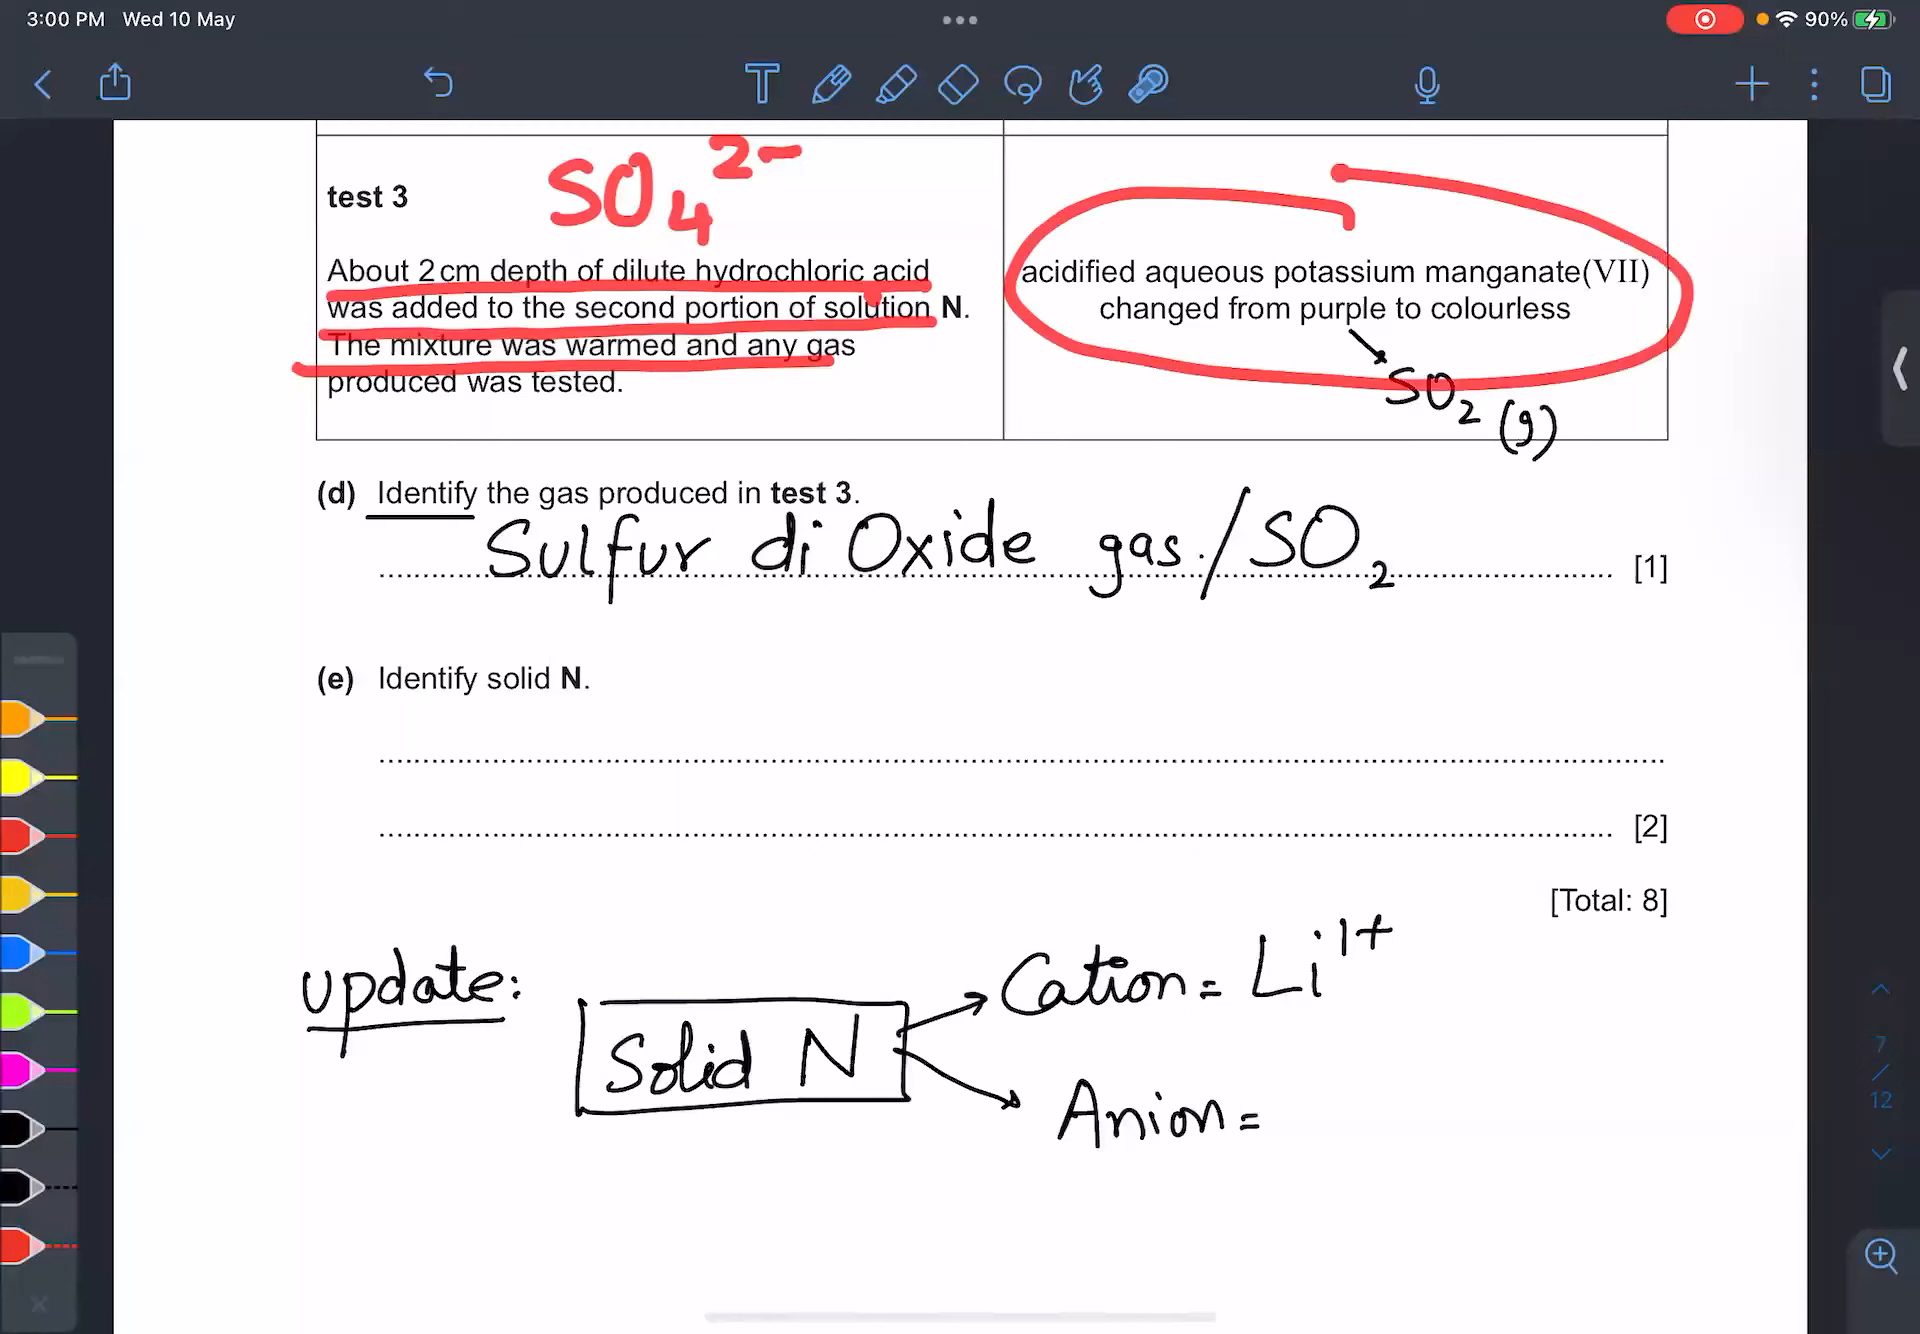 3:00 PM Wed 10 May
90%
test 3
SO₄²⁻
About 2 cm depth of dilute hydrochloric acid
was added to the second portion of solution N.
The mixture was warmed and any gas
produced was tested.
acidified aqueous potassium manganate(VII)
changed from purple to colourless
SO₂ (g)
(d) Identify the gas produced in test 3.
Sulfur di Oxide gas./SO₂
[1]
(e) Identify solid N.
[2]
[Total: 8]
update:
Solid N
Cation = Li¹⁺
Anion =
7
/
12